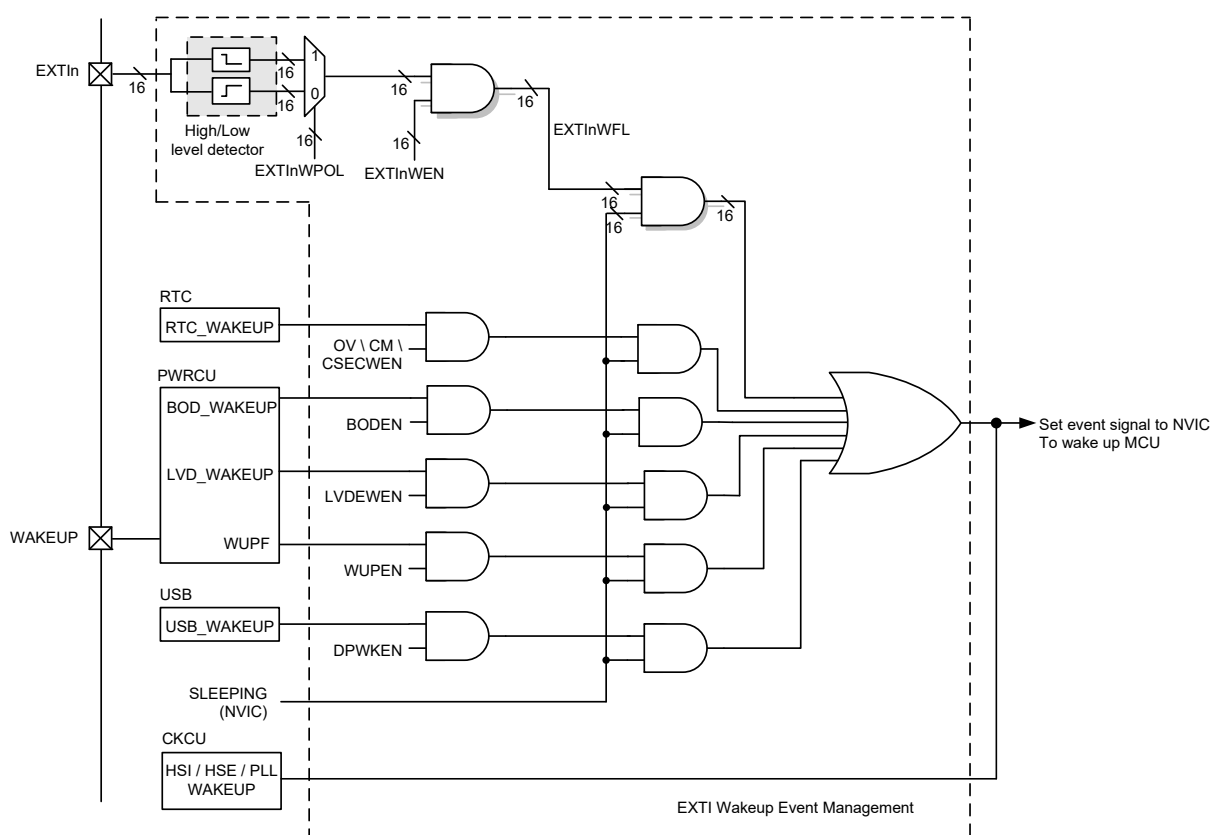 EXTIn
16
16
16
1
0
High/Low
level detector
16
EXTInWPOL
16
16
EXTInWEN
16
EXTInWFL
16
16
16
RTC
RTC_WAKEUP
OV \ CM \
CSECWEN
PWRCU
BOD_WAKEUP
BODEN
LVD_WAKEUP
LVDEWEN
WAKEUP
WUPF
WUPEN
USB
USB_WAKEUP
DPWKEN
SLEEPING
(NVIC)
CKCU
HSI / HSE / PLL
WAKEUP
Set event signal to NVIC
To wake up MCU
EXTI Wakeup Event Management